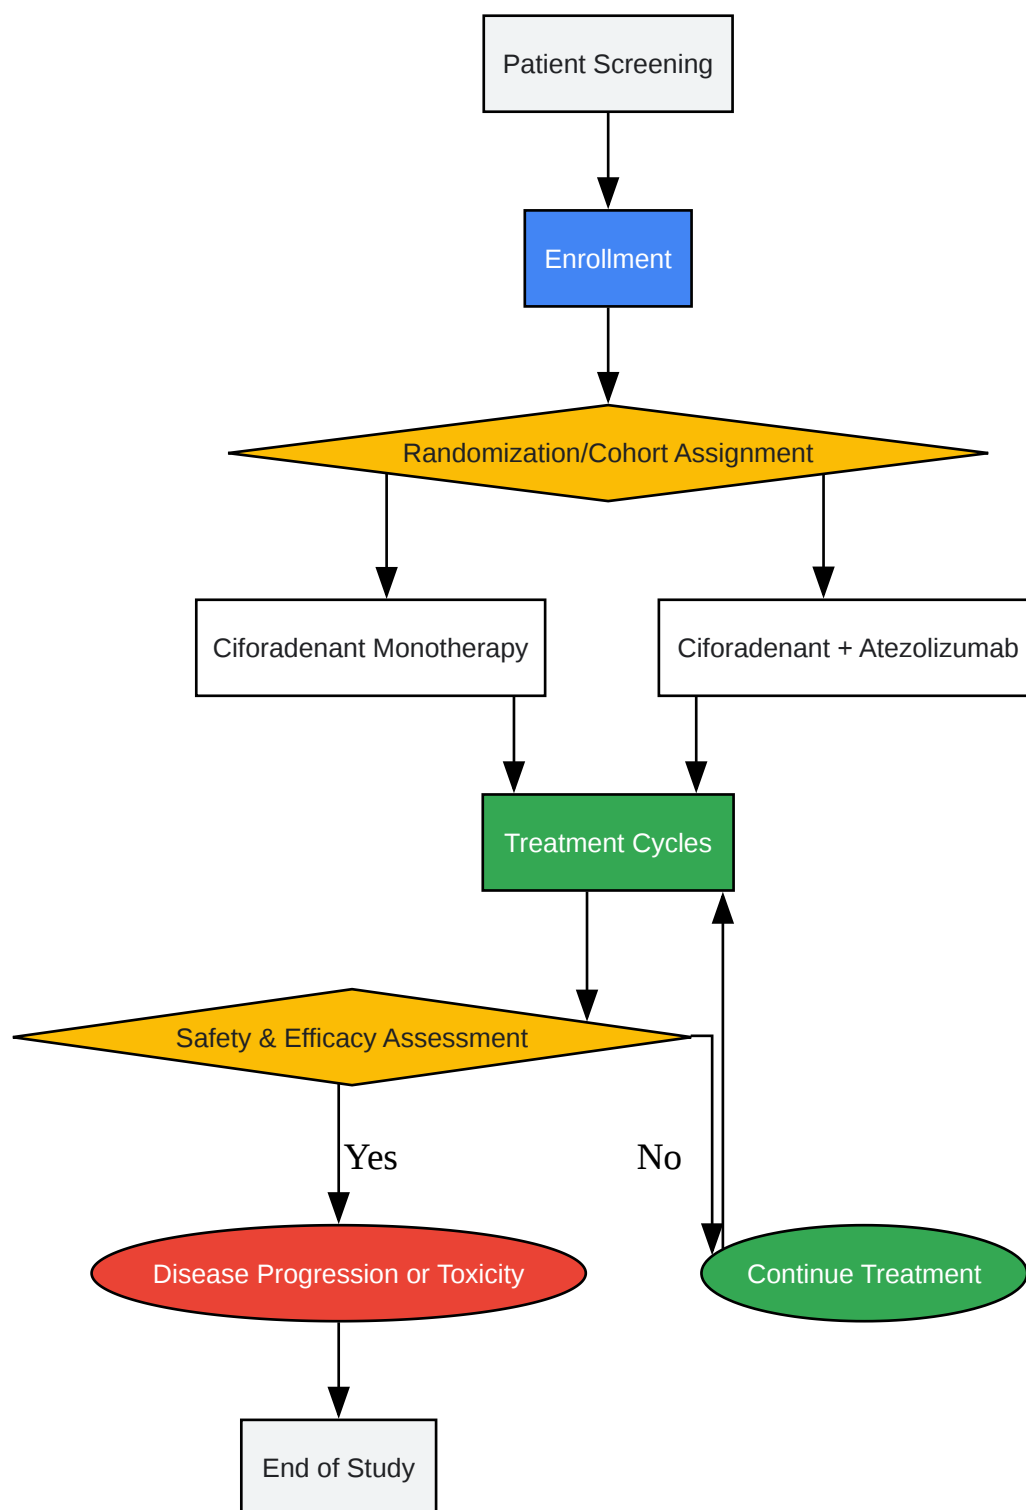 Patient Screening
Enrollment
Randomization/Cohort Assignment
Ciforadenant Monotherapy
Ciforadenant + Atezolizumab
Treatment Cycles
Safety & Efficacy Assessment
Yes
No
Disease Progression or Toxicity
Continue Treatment
End of Study